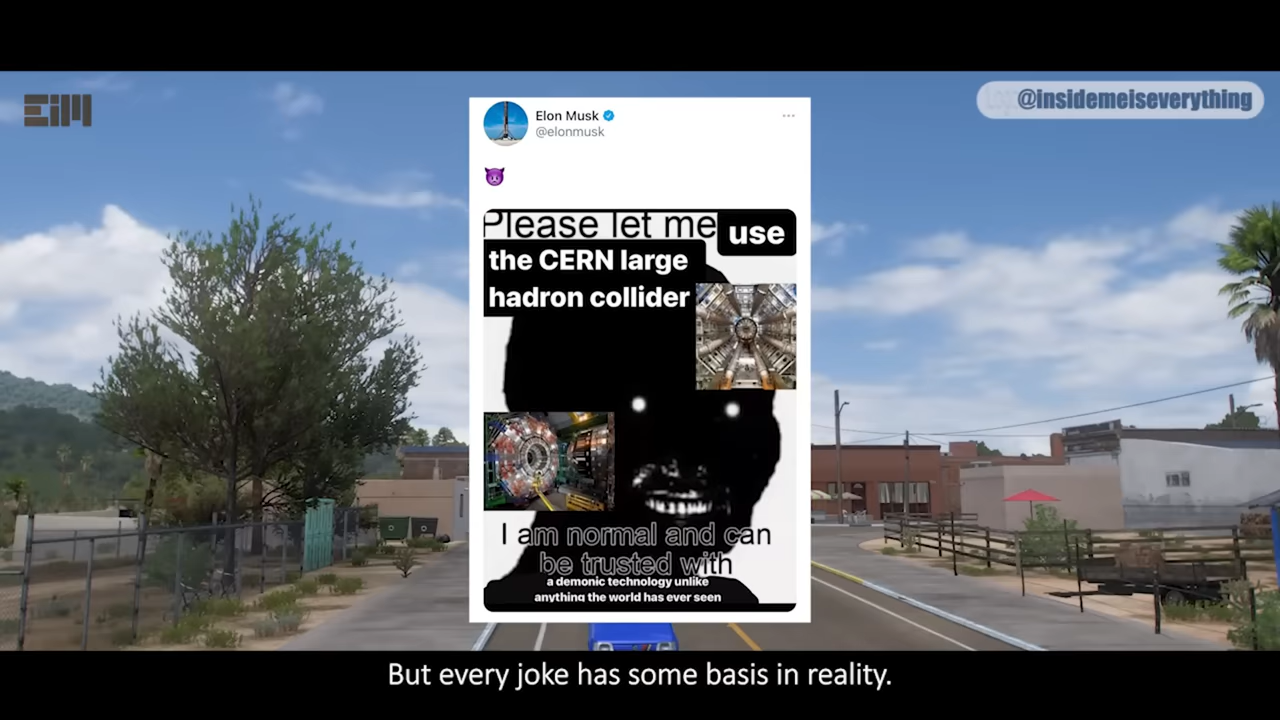 EiM
@insidemeiseverything
Elon Musk
@elonmusk
Please let me use
the CERN large
hadron collider
I am normal and can
be trusted with
a demonic technology unlike
anything the world has ever seen
But every joke has some basis in reality.